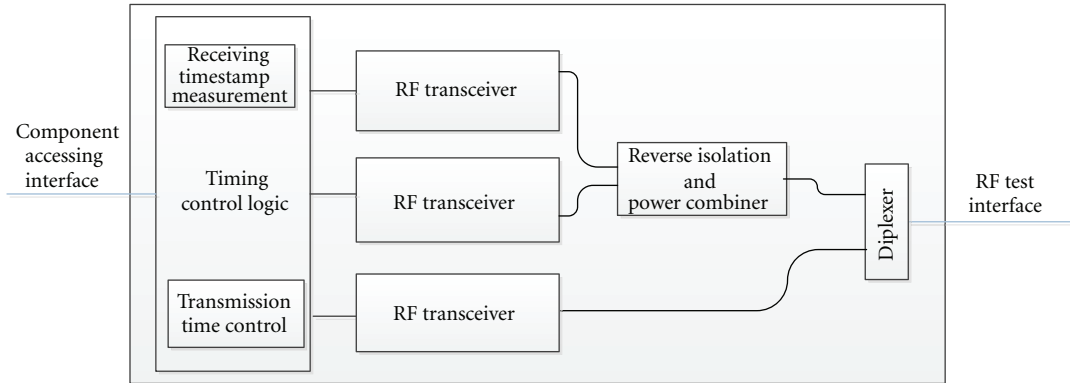 Component
accessing
interface
Receiving
timestamp
measurement
Timing
control logic
Transmission
time control
RF transceiver
RF transceiver
RF transceiver
Reverse isolation
and
power combiner
Diplexer
RF test
interface